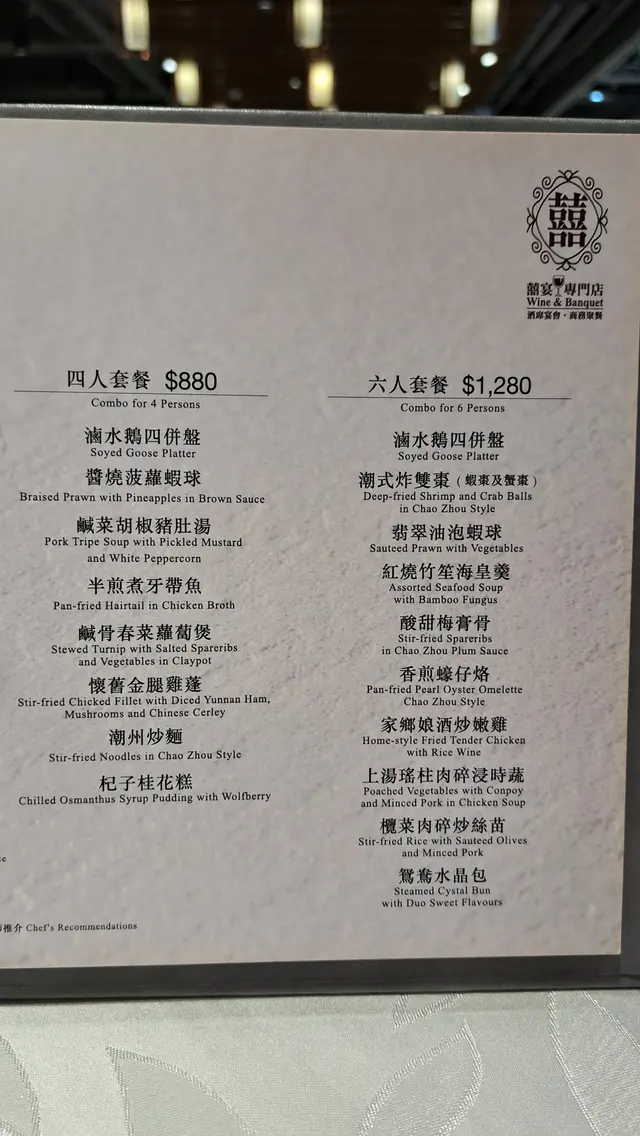 囍
囍宴專門店
Wine & Banquet
酒席宴會・商務聚餐
四人套餐 $880
Combo for 4 Persons
滷水鵝四併盤
Soyed Goose Platter
醬燒菠蘿蝦球
Braised Prawn with Pineapples in Brown Sauce
鹹菜胡椒豬肚湯
Pork Tripe Soup with Pickled Mustard
and White Peppercorn
半煎煮牙帶魚
Pan-fried Hairtail in Chicken Broth
鹹骨春菜蘿蔔煲
Stewed Turnip with Salted Spareribs
and Vegetables in Claypot
懷舊金腿雞蓬
Stir-fried Chicked Fillet with Diced Yunnan Ham,
Mushrooms and Chinese Cerley
潮州炒麵
Stir-fried Noodles in Chao Zhou Style
杞子桂花糕
Chilled Osmanthus Syrup Pudding with Wolfberry
六人套餐 $1,280
Combo for 6 Persons
滷水鵝四併盤
Soyed Goose Platter
潮式炸雙棗（蝦棗及蟹棗）
Deep-fried Shrimp and Crab Balls
in Chao Zhou Style
翡翠油泡蝦球
Sauteed Prawn with Vegetables
紅燒竹笙海皇羹
Assorted Seafood Soup
with Bamboo Fungus
酸甜梅膏骨
Stir-fried Spareribs
in Chao Zhou Plum Sauce
香煎蠔仔烙
Pan-fried Pearl Oyster Omelette
Chao Zhou Style
家鄉娘酒炒嫩雞
Home-style Fried Tender Chicken
with Rice Wine
上湯瑤柱肉碎浸時蔬
Poached Vegetables with Conpoy
and Minced Pork in Chicken Soup
欖菜肉碎炒絲苗
Stir-fried Rice with Sauteed Olives
and Minced Pork
鴛鴦水晶包
Steamed Cystal Bun
with Duo Sweet Flavours
推介 Chef's Recommendations